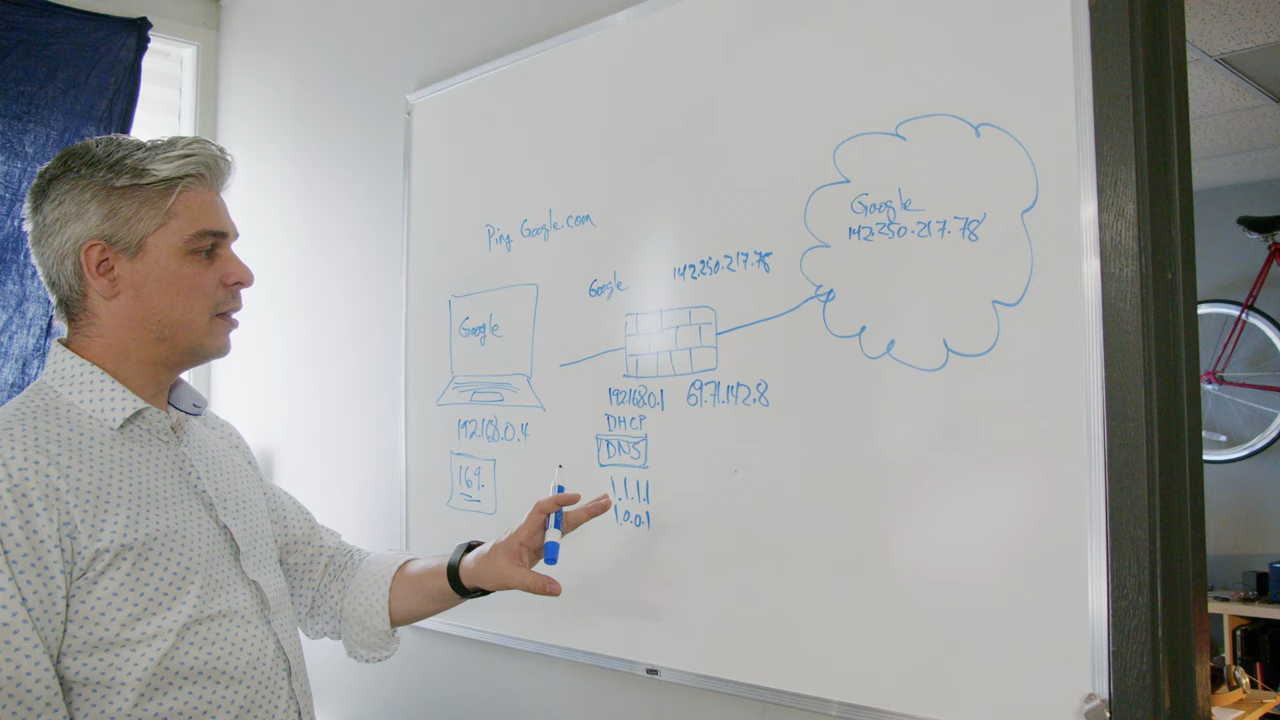 Ping Google.com
Google
142.250.217.78
Google
142.250.217.78
Google
192.168.0.1
69.71.142.8
DHCP
DNS
192.168.0.4
169.
1.1.1.1
1.0.0.1